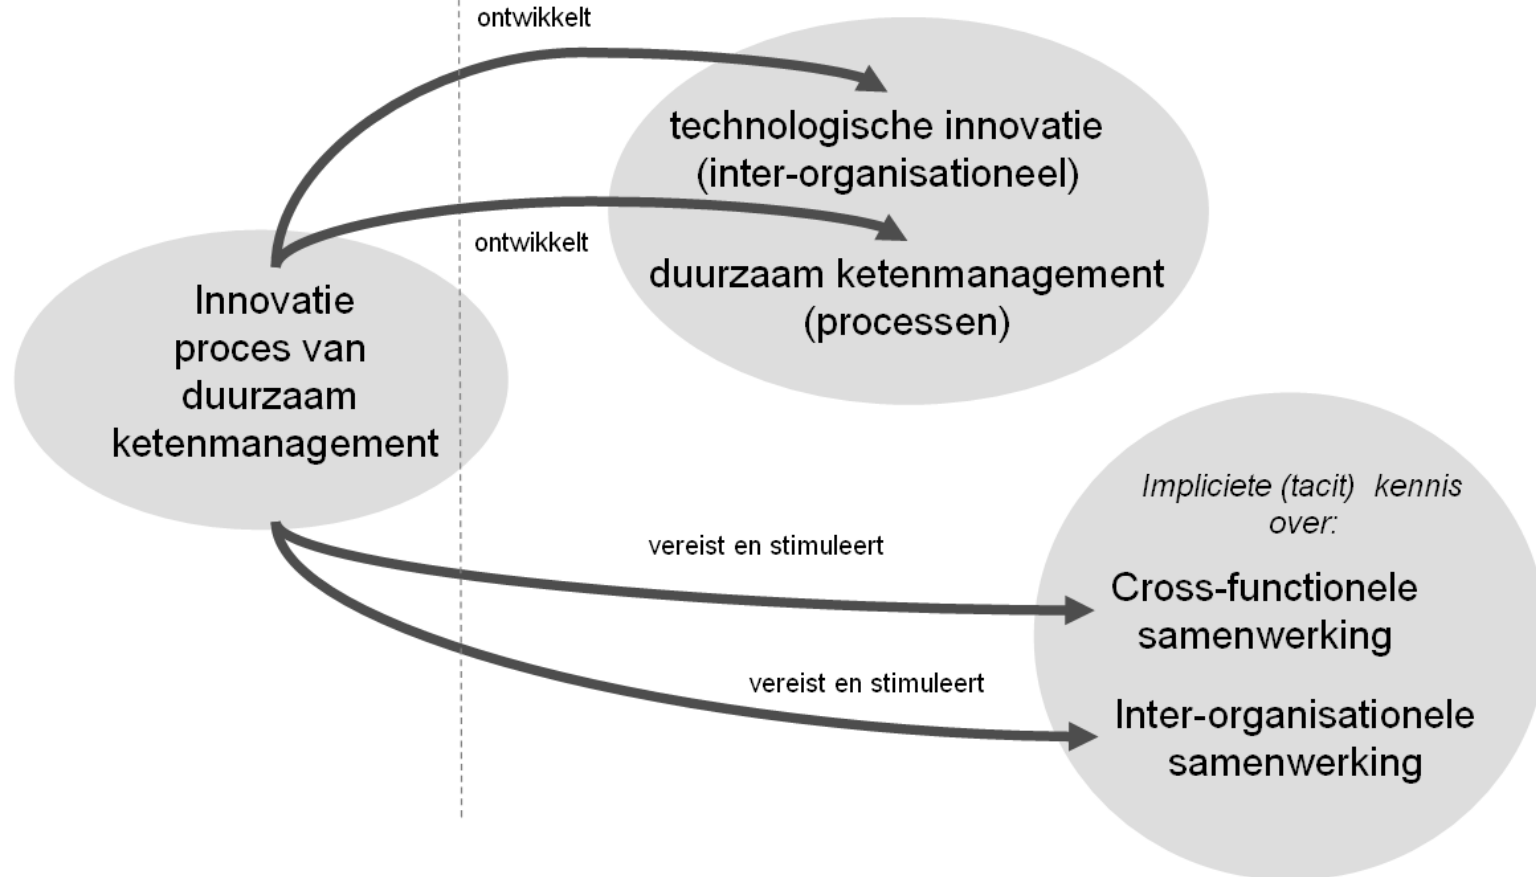 ontwikkelt
technologische innovatie
(inter-organisationeel)
ontwikkelt
duurzaam ketenmanagement
(processen)
Innovatie
proces van
duurzaam
ketenmanagement
Impliciete (tacit) kennis
over:
vereist en stimuleert
Cross-functionele
samenwerking
vereist en stimuleert
Inter-organisationele
samenwerking